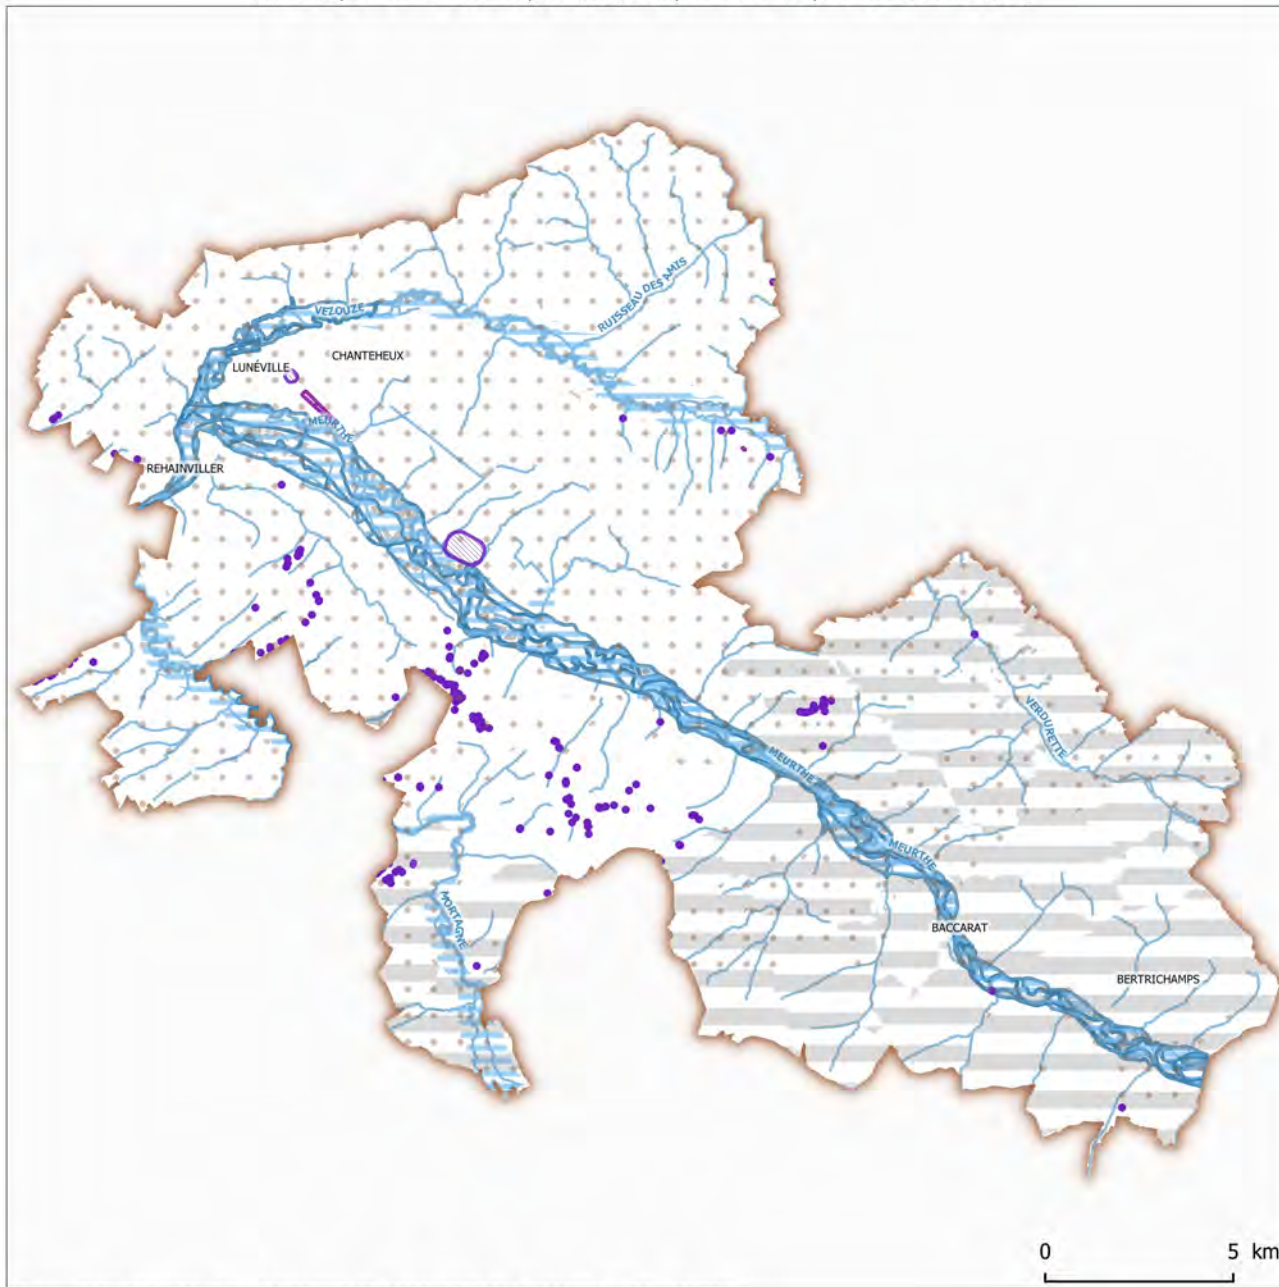 RUISSEAU DES AMIS
VEZOUZE
CHANTEHEUX
LUNÉVILLE
MEURTHE
REHAINVILLER
VERDURETTE
MEURTHE
MEURTHE
MORTAGNE
BACCARAT
BERTRICHAMPS
0 5 km